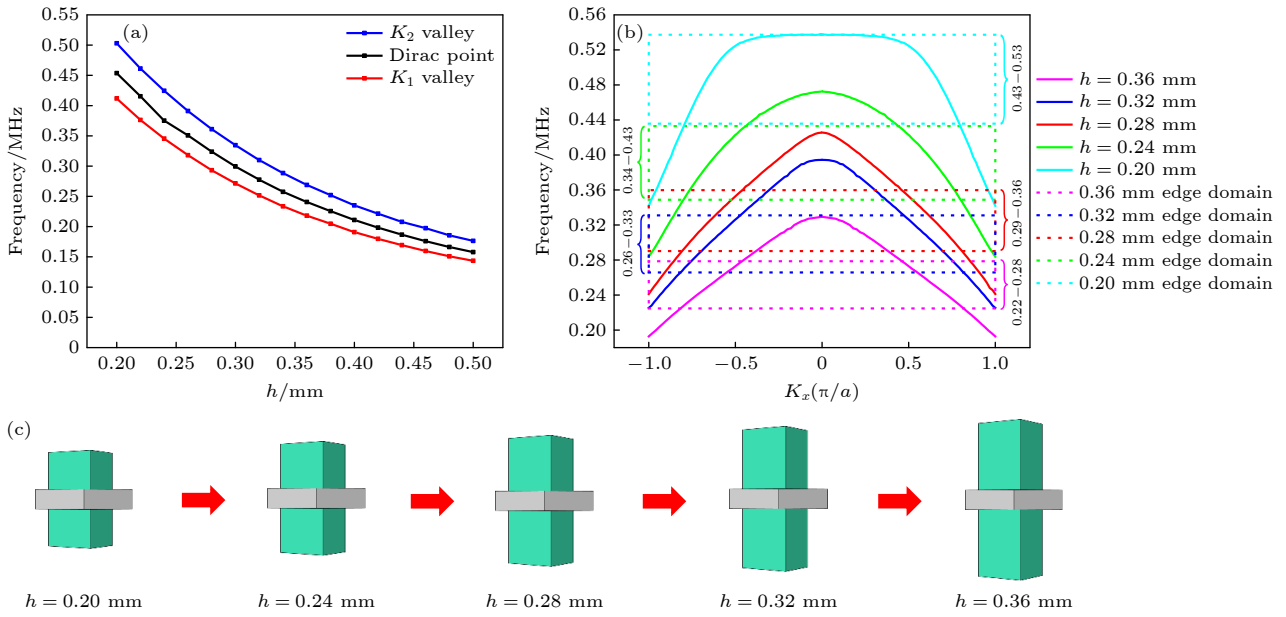 (a)
0.55
0.50
0.45
0.40
0.35
0.30
0.25
0.20
0.15
0.10
0.05
0
Frequency/MHz
0.20 0.25 0.30 0.35 0.40 0.45 0.50
h/mm
K2 valley
Dirac point
K1 valley
(b)
0.56
0.52
0.48
0.44
0.40
0.36
0.32
0.28
0.24
0.20
Frequency/MHz
−1.0 −0.5 0 0.5 1.0
Kx(π/a)
0.43−0.53
0.34−0.43
0.29−0.36
0.26−0.33
0.22−0.28
h = 0.36 mm
h = 0.32 mm
h = 0.28 mm
h = 0.24 mm
h = 0.20 mm
0.36 mm edge domain
0.32 mm edge domain
0.28 mm edge domain
0.24 mm edge domain
0.20 mm edge domain
(c)
h = 0.20 mm h = 0.24 mm h = 0.28 mm h = 0.32 mm h = 0.36 mm